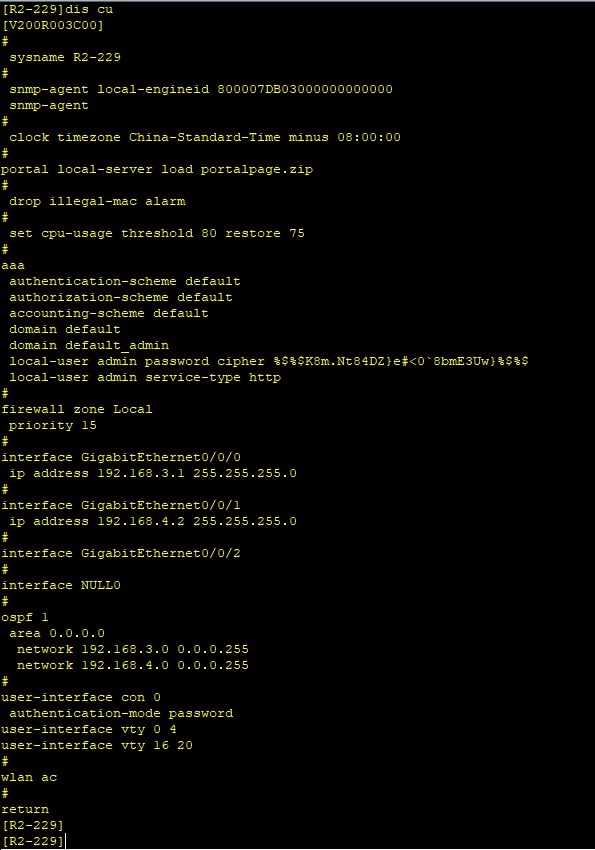 [R2-229]dis cu
[V200R003C00]
#
 sysname R2-229
#
 snmp-agent local-engineid 800007DB03000000000000
 snmp-agent
#
 clock timezone China-Standard-Time minus 08:00:00
#
portal local-server load portalpage.zip
#
 drop illegal-mac alarm
#
 set cpu-usage threshold 80 restore 75
#
aaa
 authentication-scheme default
 authorization-scheme default
 accounting-scheme default
 domain default
 domain default_admin
 local-user admin password cipher %$%$K8m.Nt84DZ}e#<0`8bmE3Uw}%$%$
 local-user admin service-type http
#
firewall zone Local
 priority 15
#
interface GigabitEthernet0/0/0
 ip address 192.168.3.1 255.255.255.0
#
interface GigabitEthernet0/0/1
 ip address 192.168.4.2 255.255.255.0
#
interface GigabitEthernet0/0/2
#
interface NULL0
#
ospf 1
 area 0.0.0.0
  network 192.168.3.0 0.0.0.255
  network 192.168.4.0 0.0.0.255
#
user-interface con 0
 authentication-mode password
user-interface vty 0 4
user-interface vty 16 20
#
wlan ac
#
return
[R2-229]
[R2-229]